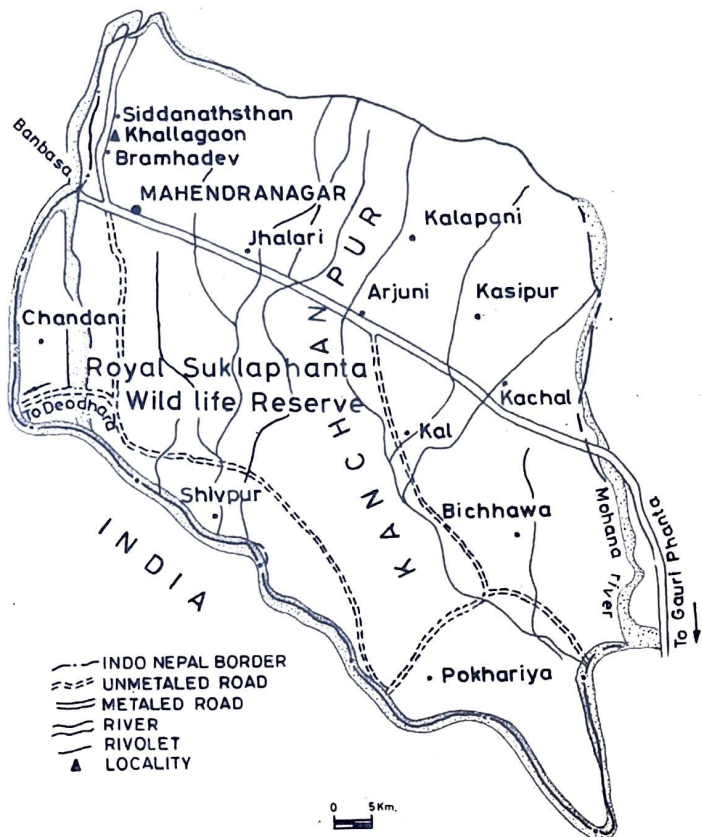 Siddanathsthan
Khallagaon
Banbasa
Bramhadev
MAHENDRANAGAR
Kalapani
Jhalari
Arjuni
Kasipur
Chandani
KANCHANPUR
Royal Suklaphanta
Wild life Reserve
Kachal
To Deodhara
Kal
Shivpur
Bichhawa
Mohana river
INDIA
To Gauri Phanta
INDO NEPAL BORDER
UNMETALED ROAD
METALED ROAD
RIVER
RIVOLET
LOCALITY
Pokhariya
0 5 Km.